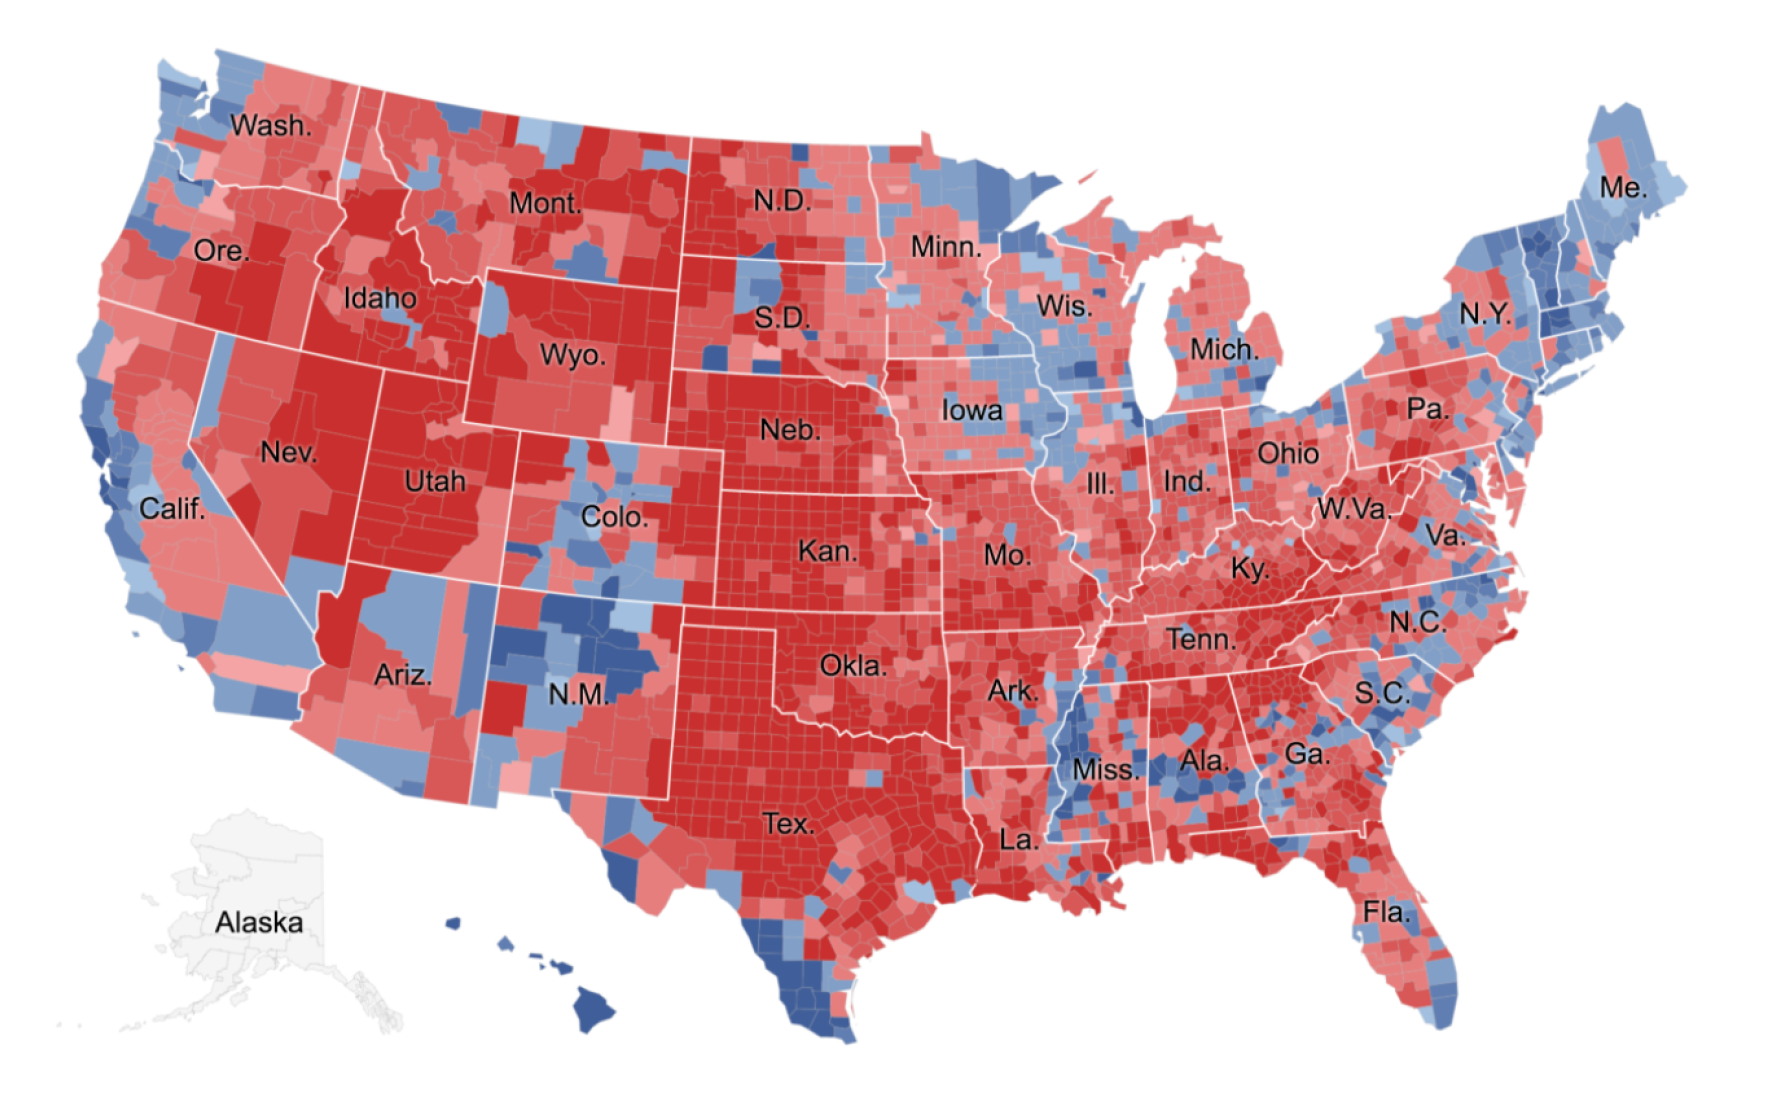 Wash.
Mont.
N.D.
Me.
Ore.
Minn.
Idaho
S.D.
Wis.
N.Y.
Wyo.
Mich.
Iowa
Pa.
Neb.
Nev.
Ohio
Utah
Ill.
Ind.
Calif.
Colo.
W.Va.
Va.
Kan.
Mo.
Ky.
N.C.
Tenn.
Okla.
Ariz.
N.M.
Ark.
S.C.
Miss.
Ala.
Ga.
Tex.
La.
Fla.
Alaska